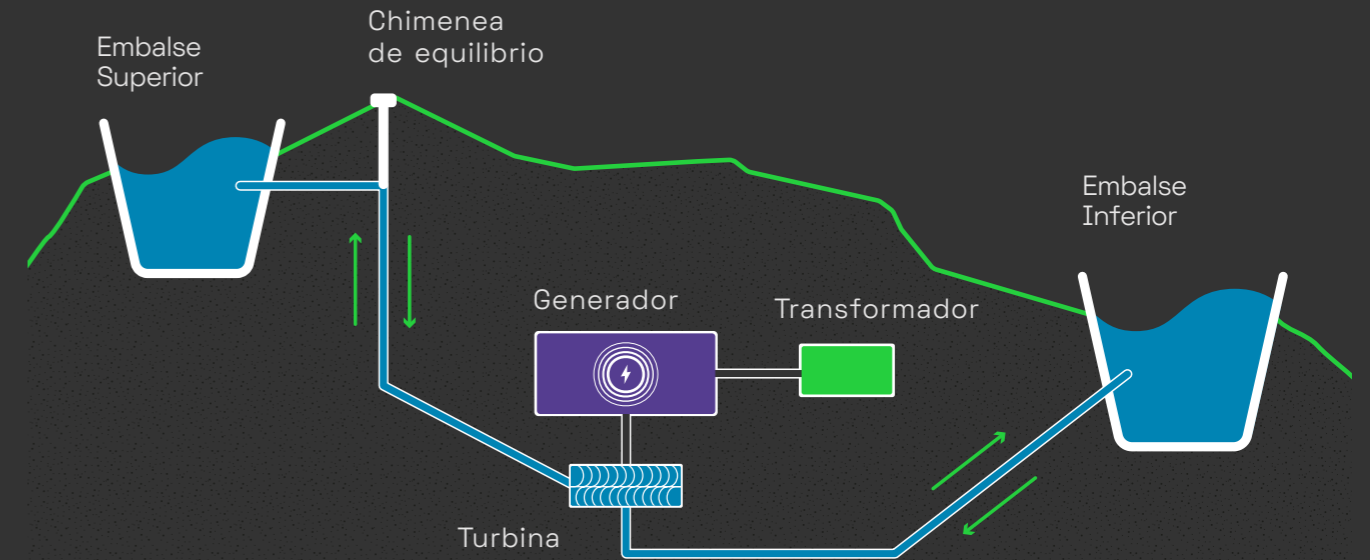 Chimenea
de equilibrio
Embalse
Superior
Embalse
Inferior
Generador
Transformador
Turbina